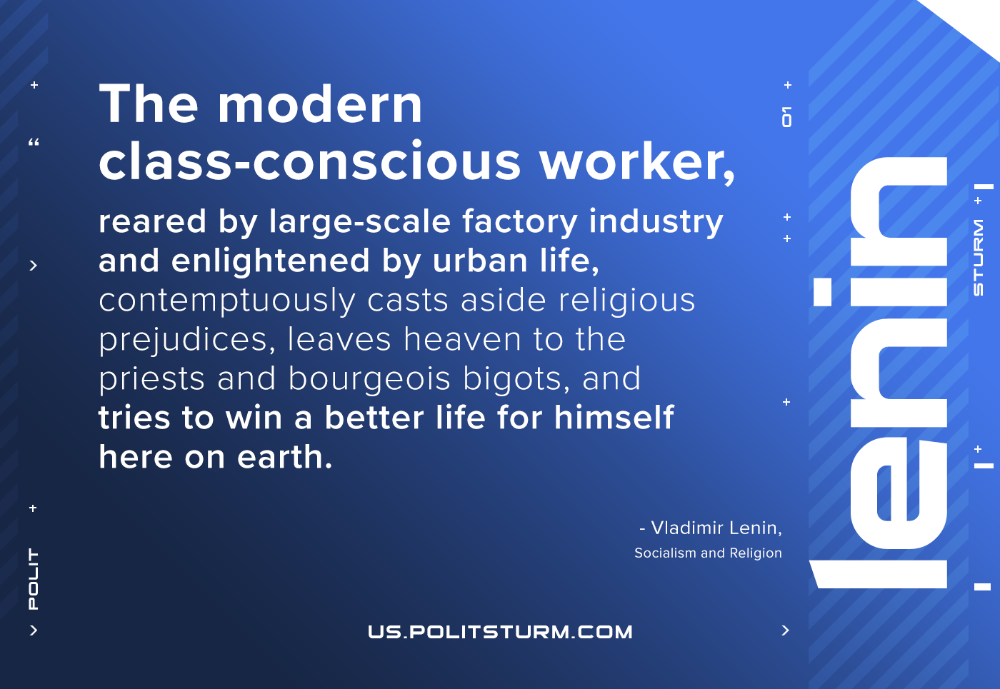 The modern
class-conscious worker,
reared by large-scale factory industry
and enlightened by urban life,
contemptuously casts aside religious
prejudices, leaves heaven to the
priests and bourgeois bigots, and
tries to win a better life for himself
here on earth.
- Vladimir Lenin,
Socialism and Religion
US.POLITSTURM.COM
“
POLIT
01
lenin
STURM